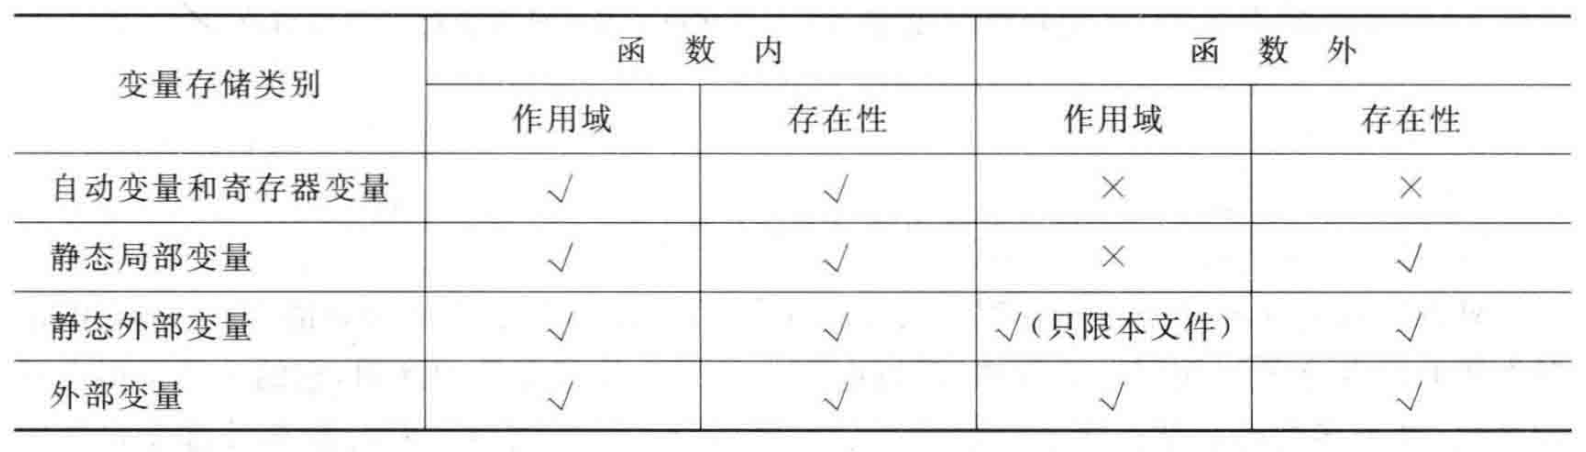 变量存储类别 函数内 函数外
作用域 存在性 作用域 存在性
自动变量和寄存器变量 √ √ × ×
静态局部变量 √ √ × √
静态外部变量 √ √ √(只限本文件) √
外部变量 √ √ √ √